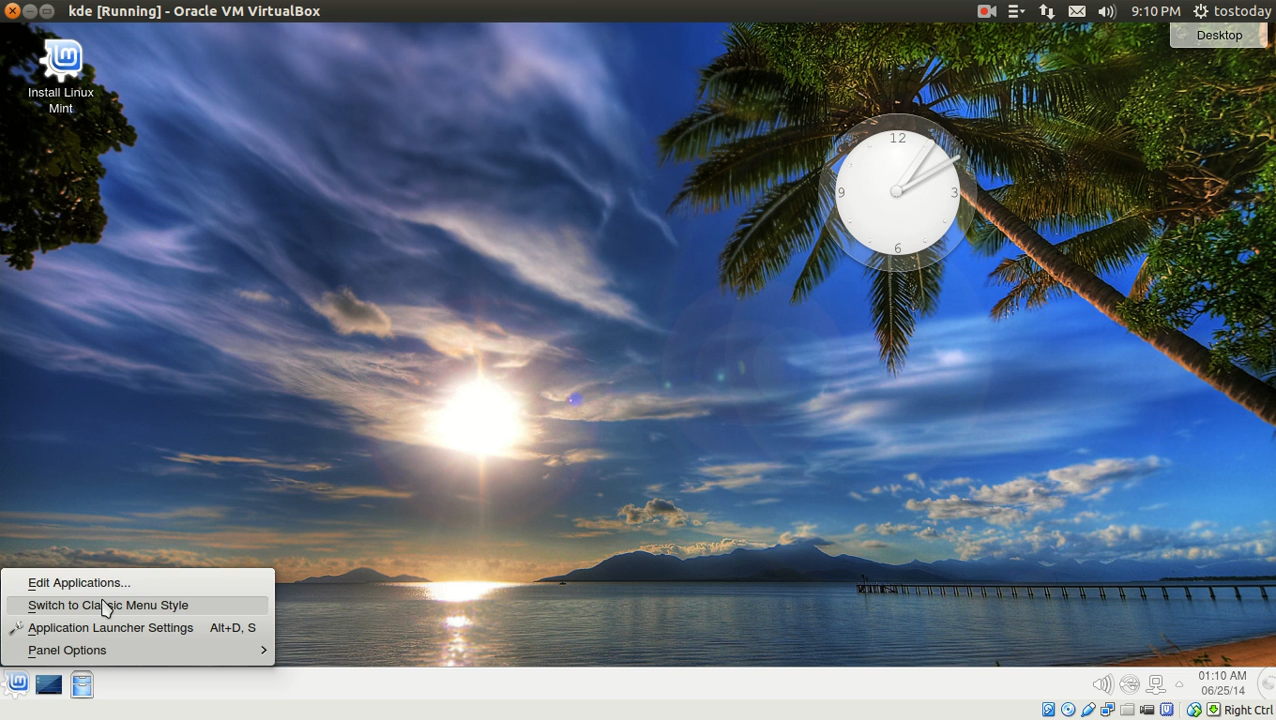 kde [Running] - Oracle VM VirtualBox
9:10 PM
tostoday
Desktop
Install Linux
Mint
12
9
3
6
Edit Applications...
Switch to Classic Menu Style
Application Launcher Settings Alt+D, S
Panel Options
01:10 AM
06/25/14
Right Ctrl